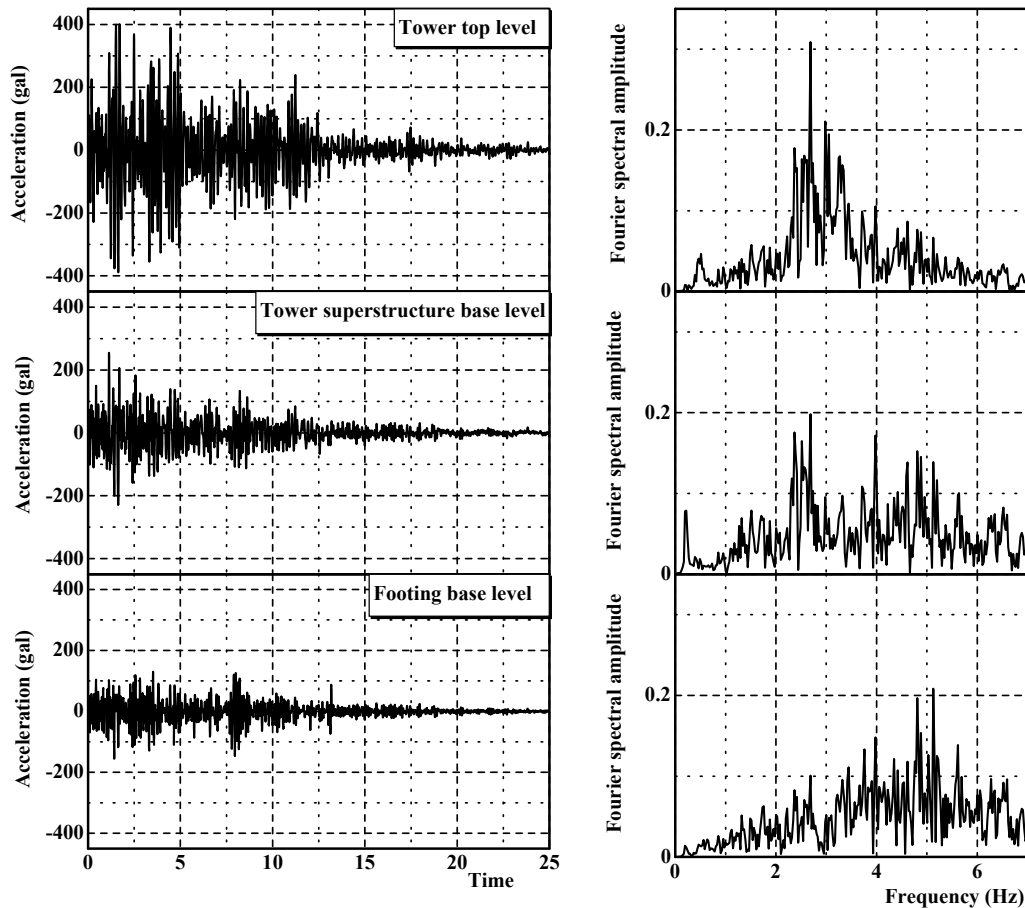 Tower top level
Acceleration (gal)
400
200
0
-200
-400
Tower superstructure base level
Acceleration (gal)
400
200
0
-200
-400
Footing base level
Acceleration (gal)
400
200
0
-200
-400
0 5 10 15 20 25
Time
Fourier spectral amplitude
0.2
0
Fourier spectral amplitude
0.2
0
Fourier spectral amplitude
0.2
0
0 2 4 6
Frequency (Hz)